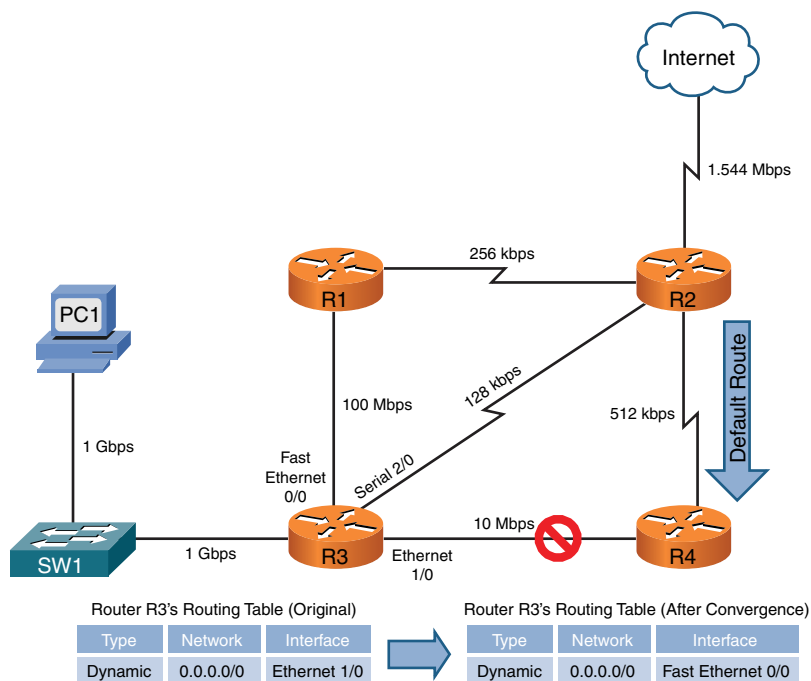 Internet
1.544 Mbps
256 kbps
R1
R2
PC1
128 kbps
100 Mbps
512 kbps
Default Route
1 Gbps
Fast
Ethernet
0/0
Serial 2/0
10 Mbps
1 Gbps
SW1
R3
Ethernet
1/0
R4
Router R3's Routing Table (Original)
Type Network Interface
Dynamic 0.0.0.0/0 Ethernet 1/0
Router R3's Routing Table (After Convergence)
Type Network Interface
Dynamic 0.0.0.0/0 Fast Ethernet 0/0